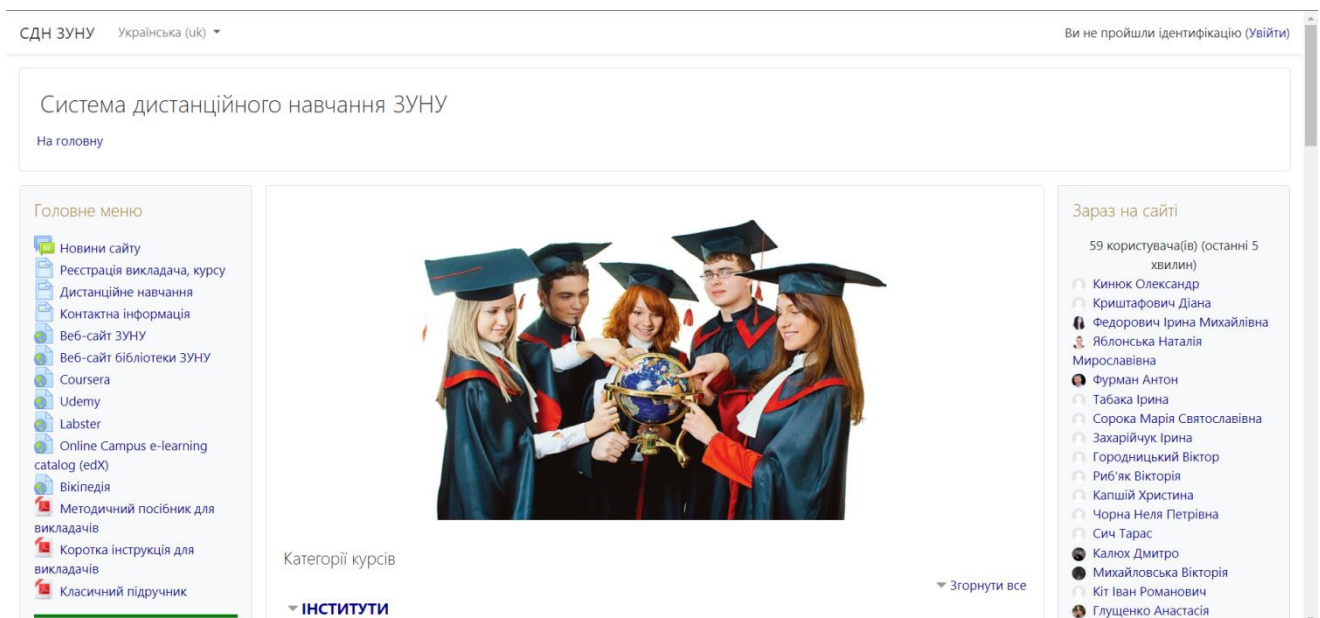 СДН ЗУНУ
Українська (uk)
Ви не пройшли ідентифікацію (Увійти)
Система дистанційного навчання ЗУНУ
На головну
Головне меню
Новини сайту
Реєстрація викладача, курсу
Дистанційне навчання
Контактна інформація
Веб-сайт ЗУНУ
Веб-сайт бібліотеки ЗУНУ
Coursera
Udemy
Labster
Online Campus e-learning
catalog (edX)
Вікіпедія
Методичний посібник для
викладачів
Коротка інструкція для
викладачів
Класичний підручник
Категорії курсів
Згорнути все
ІНСТИТУТИ
Зараз на сайті
59 користувача(ів) (останні 5
хвилин)
Кинюк Олександр
Криштафович Діана
Федорович Ірина Михайлівна
Яблонська Наталія
Мирославівна
Фурман Антон
Табака Ірина
Сорока Марія Святославівна
Захарійчук Ірина
Городницький Віктор
Риб'як Вікторія
Капшій Христина
Чорна Неля Петрівна
Сич Тарас
Калюх Дмитро
Михайловська Вікторія
Кіт Іван Романович
Глущенко Анастасія